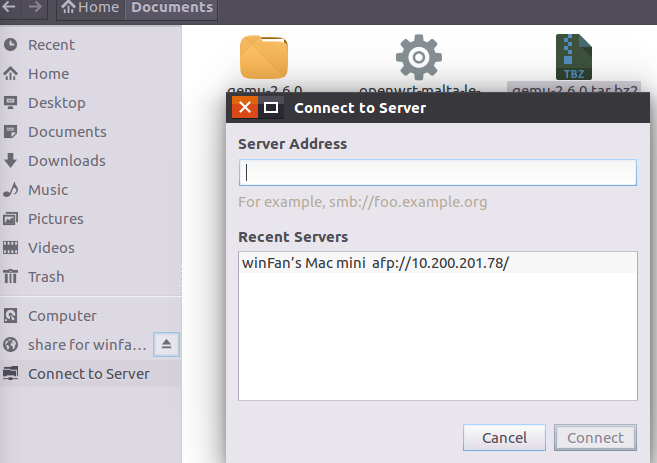 Home
Documents
Recent
Home
Desktop
Documents
Downloads
Music
Pictures
Videos
Trash
Computer
share for winfa...
Connect to Server
qemu-2.6.0
openwrt-malta-le-
TBZ
qemu-2.6.0.tar.bz2
Connect to Server
Server Address
For example, smb://foo.example.org
Recent Servers
winFan's Mac mini afp://10.200.201.78/
Cancel
Connect